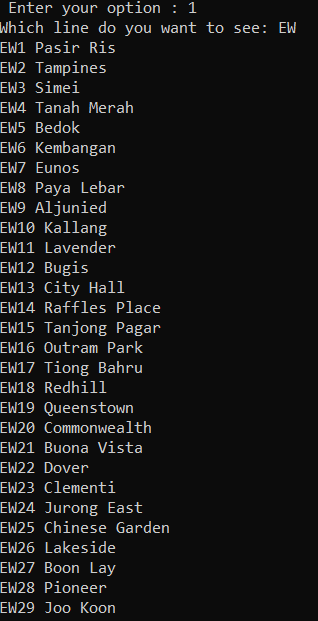 Enter your option : 1
Which line do you want to see: EW
EW1 Pasir Ris
EW2 Tampines
EW3 Simei
EW4 Tanah Merah
EW5 Bedok
EW6 Kembangan
EW7 Eunos
EW8 Paya Lebar
EW9 Aljunied
EW10 Kallang
EW11 Lavender
EW12 Bugis
EW13 City Hall
EW14 Raffles Place
EW15 Tanjong Pagar
EW16 Outram Park
EW17 Tiong Bahru
EW18 Redhill
EW19 Queenstown
EW20 Commonwealth
EW21 Buona Vista
EW22 Dover
EW23 Clementi
EW24 Jurong East
EW25 Chinese Garden
EW26 Lakeside
EW27 Boon Lay
EW28 Pioneer
EW29 Joo Koon